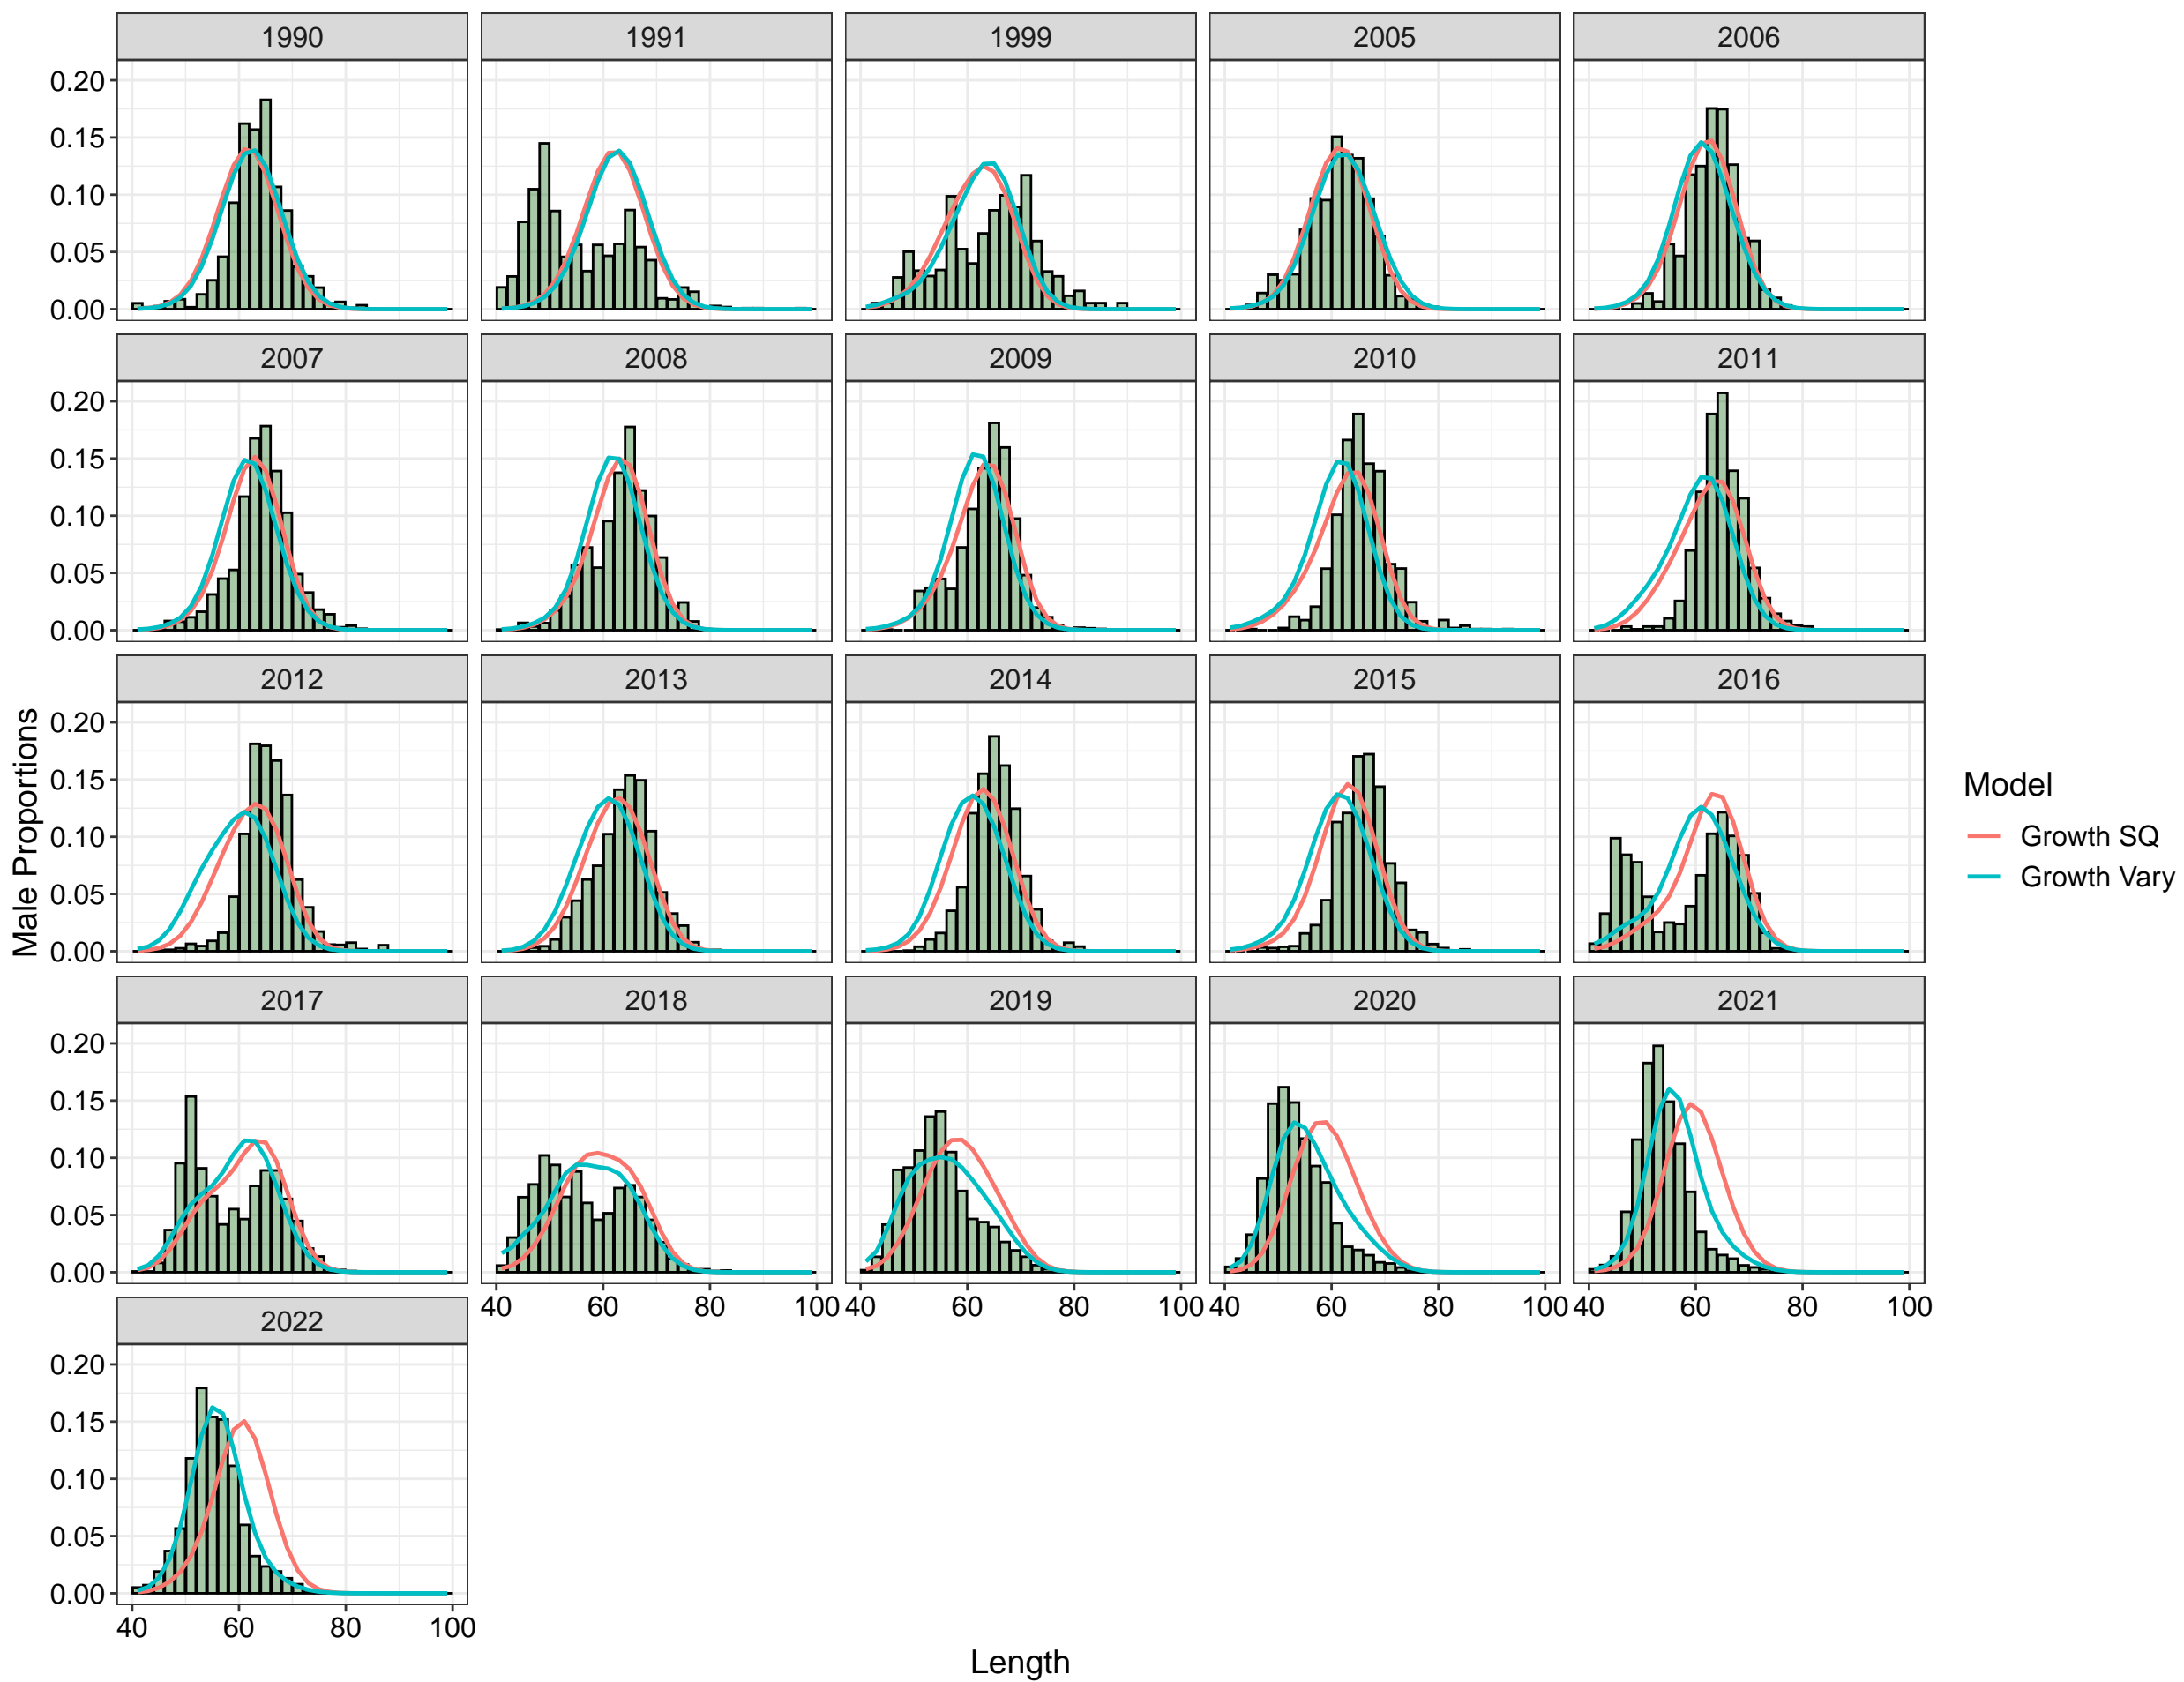 1990 1991 1999 2005 2006
0.20
0.15
0.10
0.05
0.00
2007 2008 2009 2010 2011
0.20
0.15
0.10
0.05
0.00
2012 2013 2014 2015 2016
0.20
0.15
0.10
0.05
0.00
Male Proportions
Model
Growth SQ
Growth Vary
2017 2018 2019 2020 2021
0.20
0.15
0.10
0.05
0.00
40 60 80 100 40 60 80 100 40 60 80 100 40 60 80 100
2022
0.20
0.15
0.10
0.05
0.00
40 60 80 100
Length